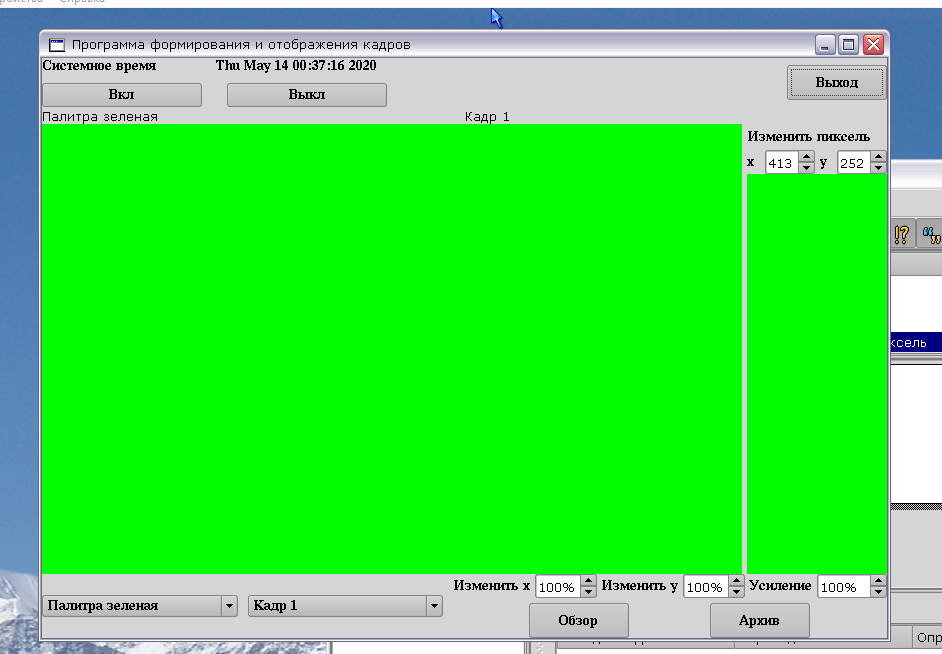 Справка
Программа формирования и отображения кадров
Системное время Thu May 14 00:37:16 2020
Вкл Выкл Выход
Палитра зеленая Кадр 1
Изменить пиксель
x 413 y 252
!?
ксель
Изменить x 100% Изменить y 100% Усиление 100%
Палитра зеленая Кадр 1
Обзор Архив
Опр